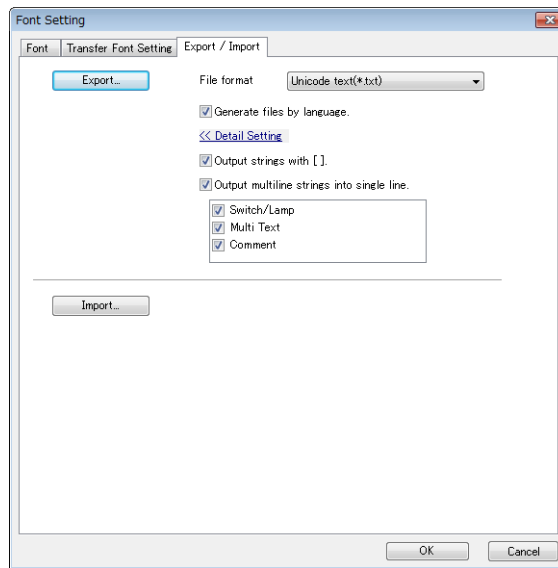 Font Setting
Font Transfer Font Setting Export / Import
Export... File format Unicode text(*.txt)
Generate files by language.
<< Detail Setting
Output strings with [ ].
Output multiline strings into single line.
Switch/Lamp
Multi Text
Comment
Import...
OK Cancel